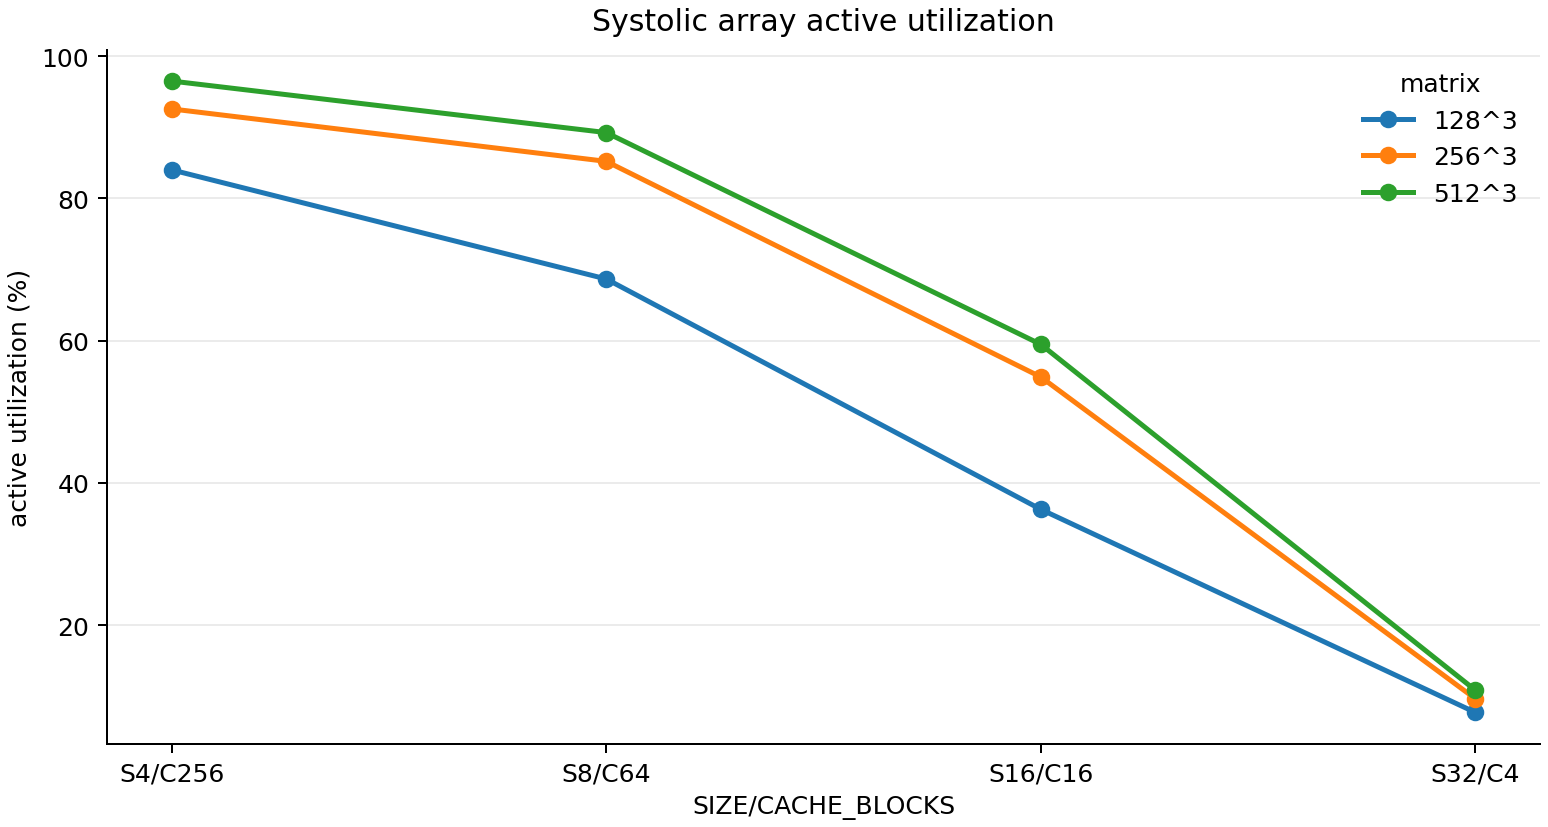 Systolic array active utilization
100
80
60
40
20
active utilization (%)
matrix
128^3
256^3
512^3
S4/C256
S8/C64
S16/C16
S32/C4
SIZE/CACHE_BLOCKS